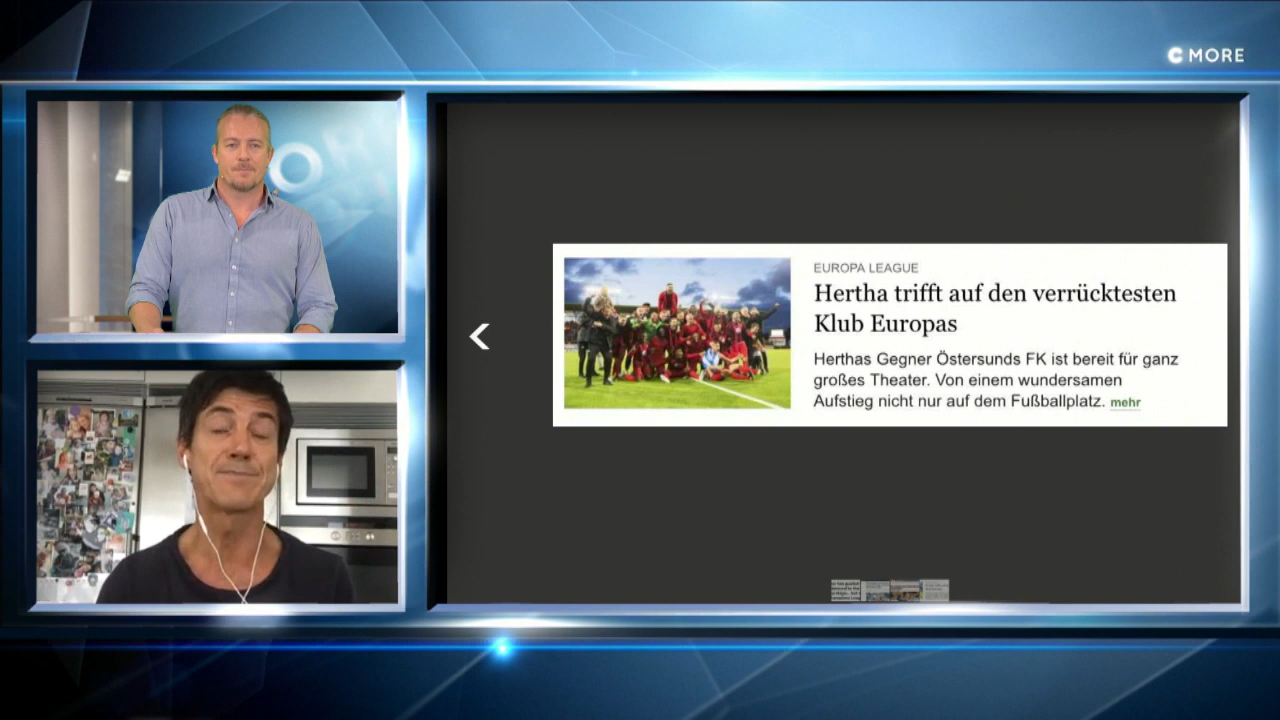 C MORE
EUROPA LEAGUE
Hertha trifft auf den verrücktesten
Klub Europas
Herthas Gegner Östersunds FK ist bereit für ganz
großes Theater. Von einem wundersamen
Aufstieg nicht nur auf dem Fußballplatz. mehr